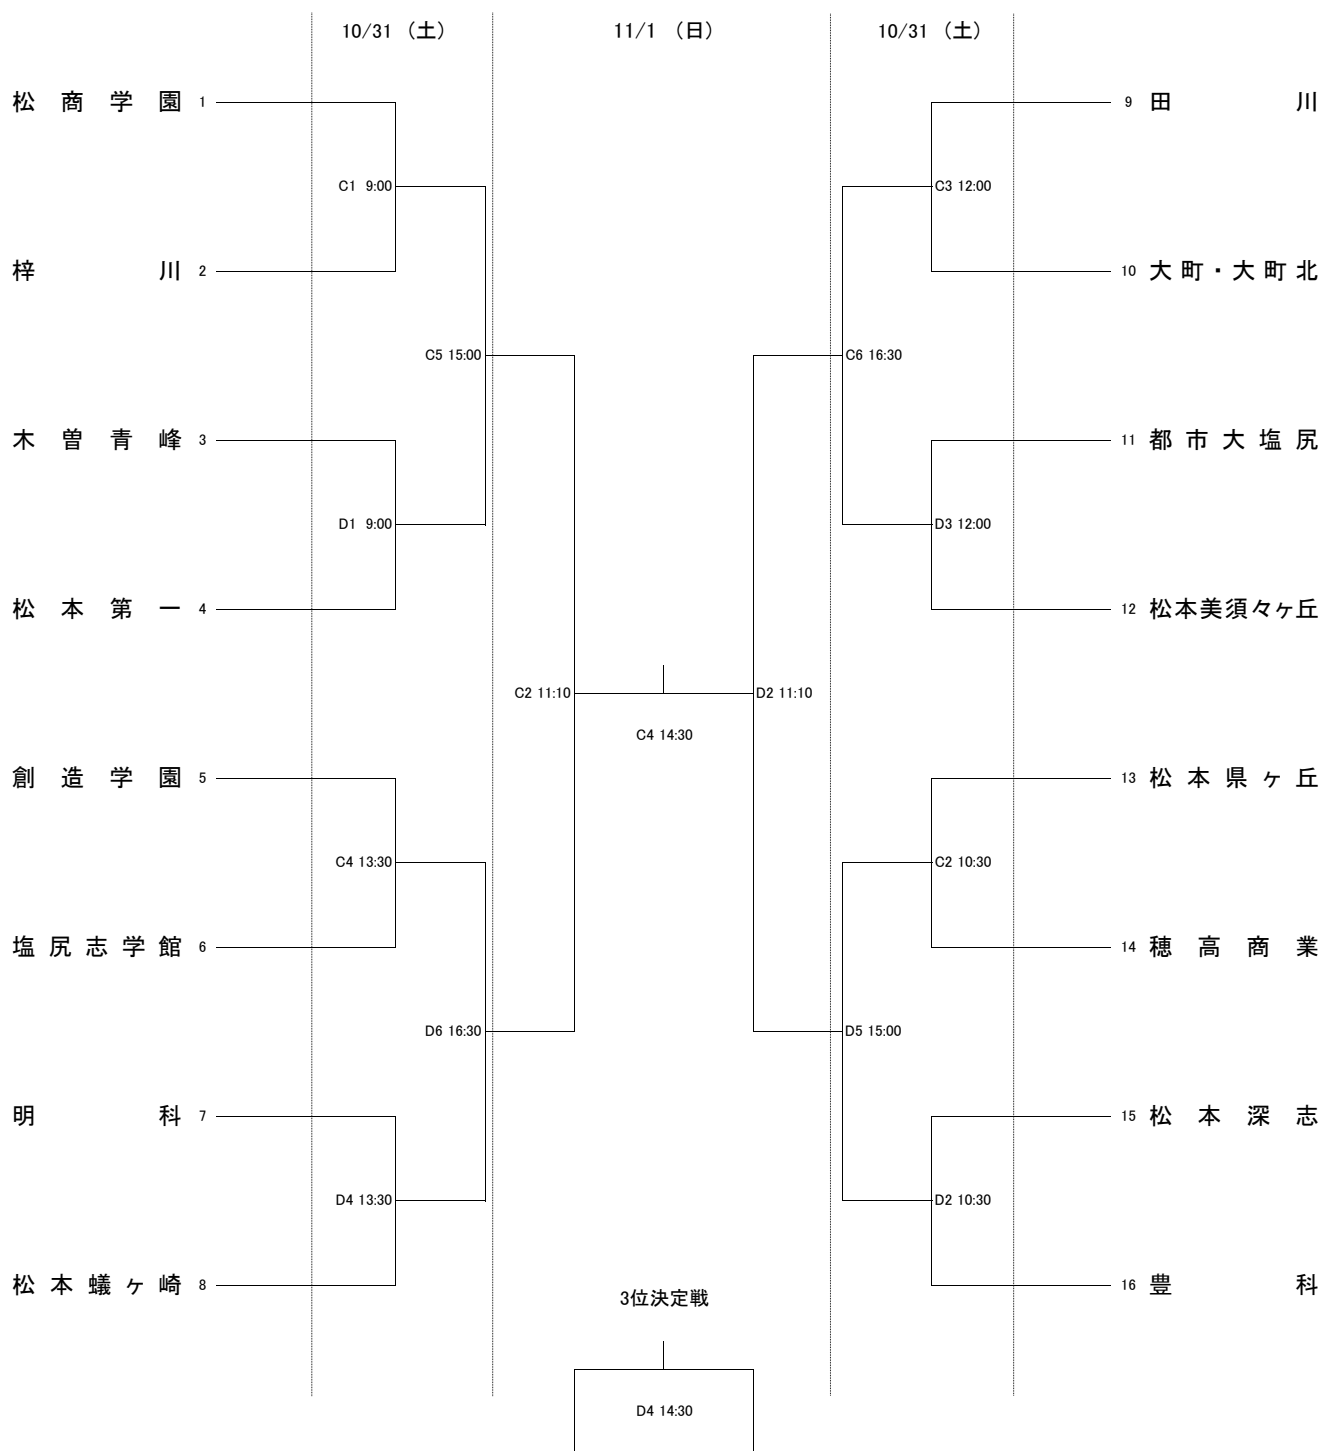 10/31（土） 11/1（日） 10/31（土）
松商学園 1 9 田川
C1 9:00 C3 12:00
梓川 2 10 大町・大町北
C5 15:00 C6 16:30
木曽青峰 3 11 都市大塩尻
D1 9:00 D3 12:00
松本第一 4 12 松本美須々ヶ丘
C2 11:10 D2 11:10
C4 14:30
創造学園 5 13 松本県ヶ丘
C4 13:30 C2 10:30
塩尻志学館 6 14 穂高商業
D6 16:30 D5 15:00
明科 7 15 松本深志
D4 13:30 D2 10:30
松本蟻ヶ崎 8 16 豊科
3位決定戦
D4 14:30